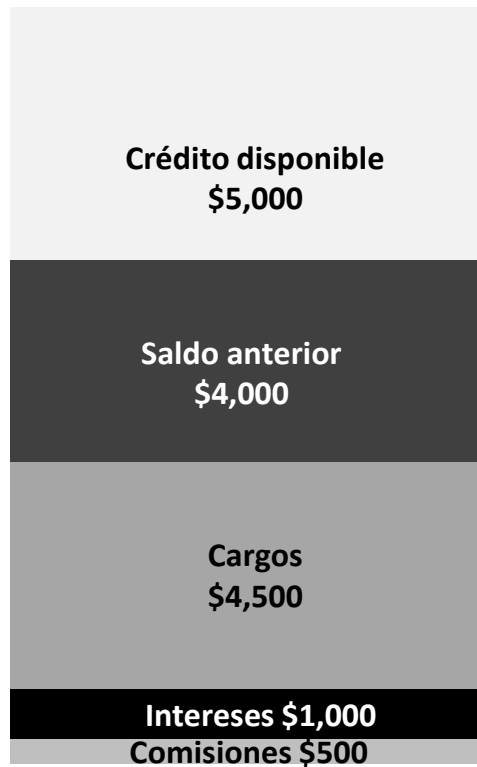 Crédito disponible
$5,000
Saldo anterior
$4,000
Cargos
$4,500
Intereses $1,000
Comisiones $500